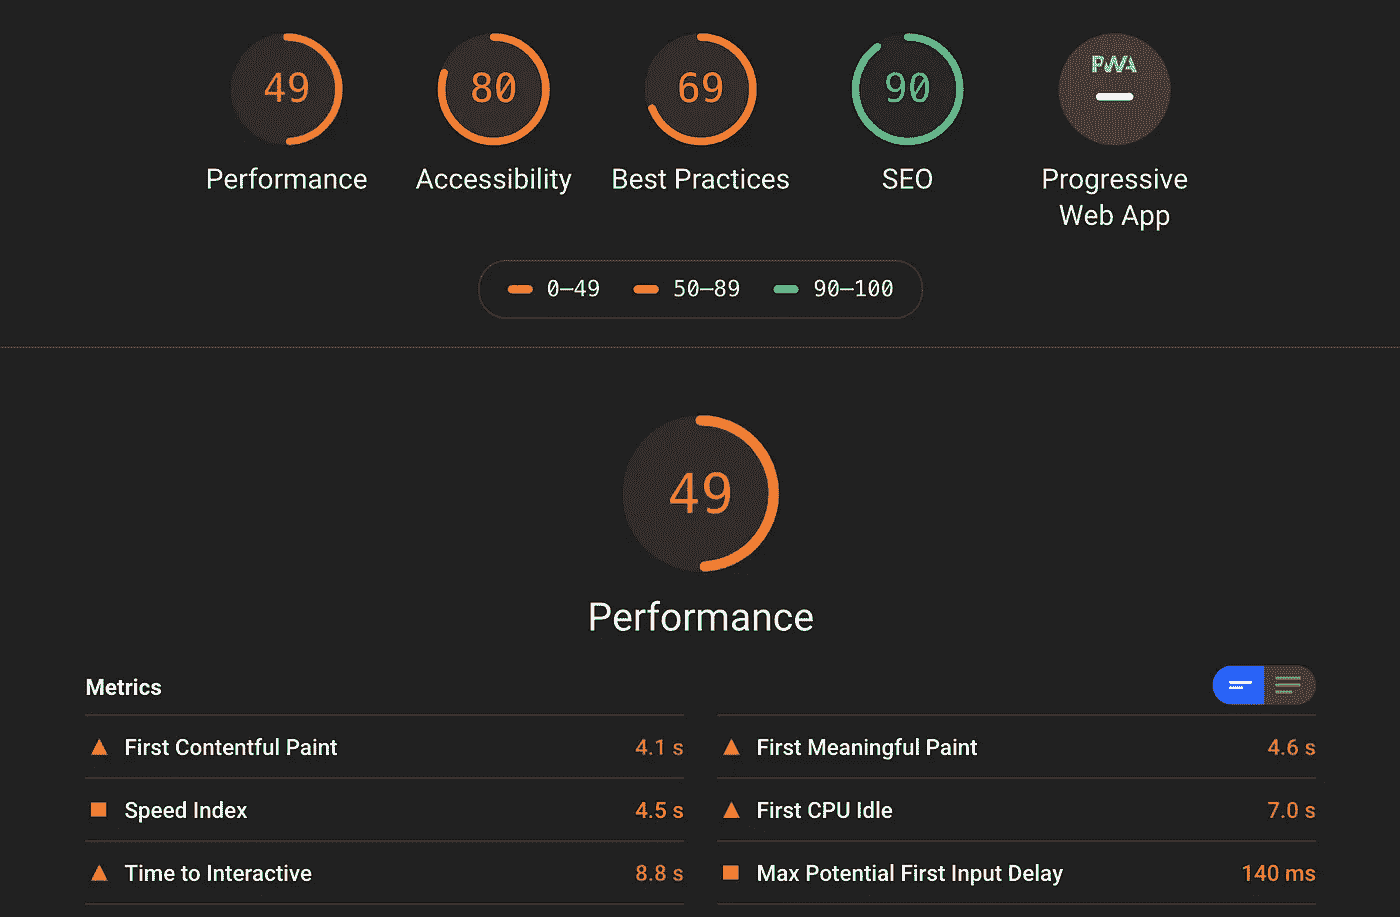 49 80 69 90 PWA
Performance Accessibility Best Practices SEO Progressive
Web App
0–49 50–89 90–100
49
Performance
Metrics
First Contentful Paint 4.1 s First Meaningful Paint 4.6 s
Speed Index 4.5 s First CPU Idle 7.0 s
Time to Interactive 8.8 s Max Potential First Input Delay 140 ms